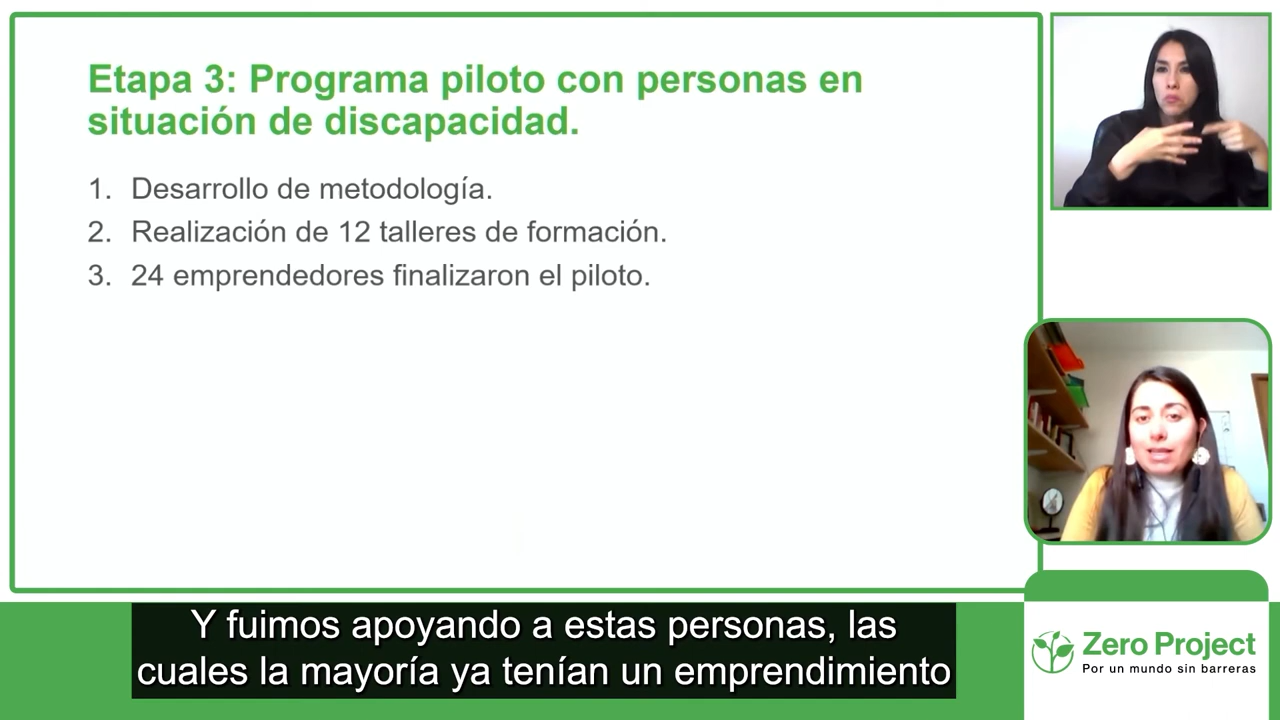 Etapa 3: Programa piloto con personas en
situación de discapacidad.
1. Desarrollo de metodología.
2. Realización de 12 talleres de formación.
3. 24 emprendedores finalizaron el piloto.
Y fuimos apoyando a estas personas, las
cuales la mayoría ya tenían un emprendimiento
Zero Project
Por un mundo sin barreras